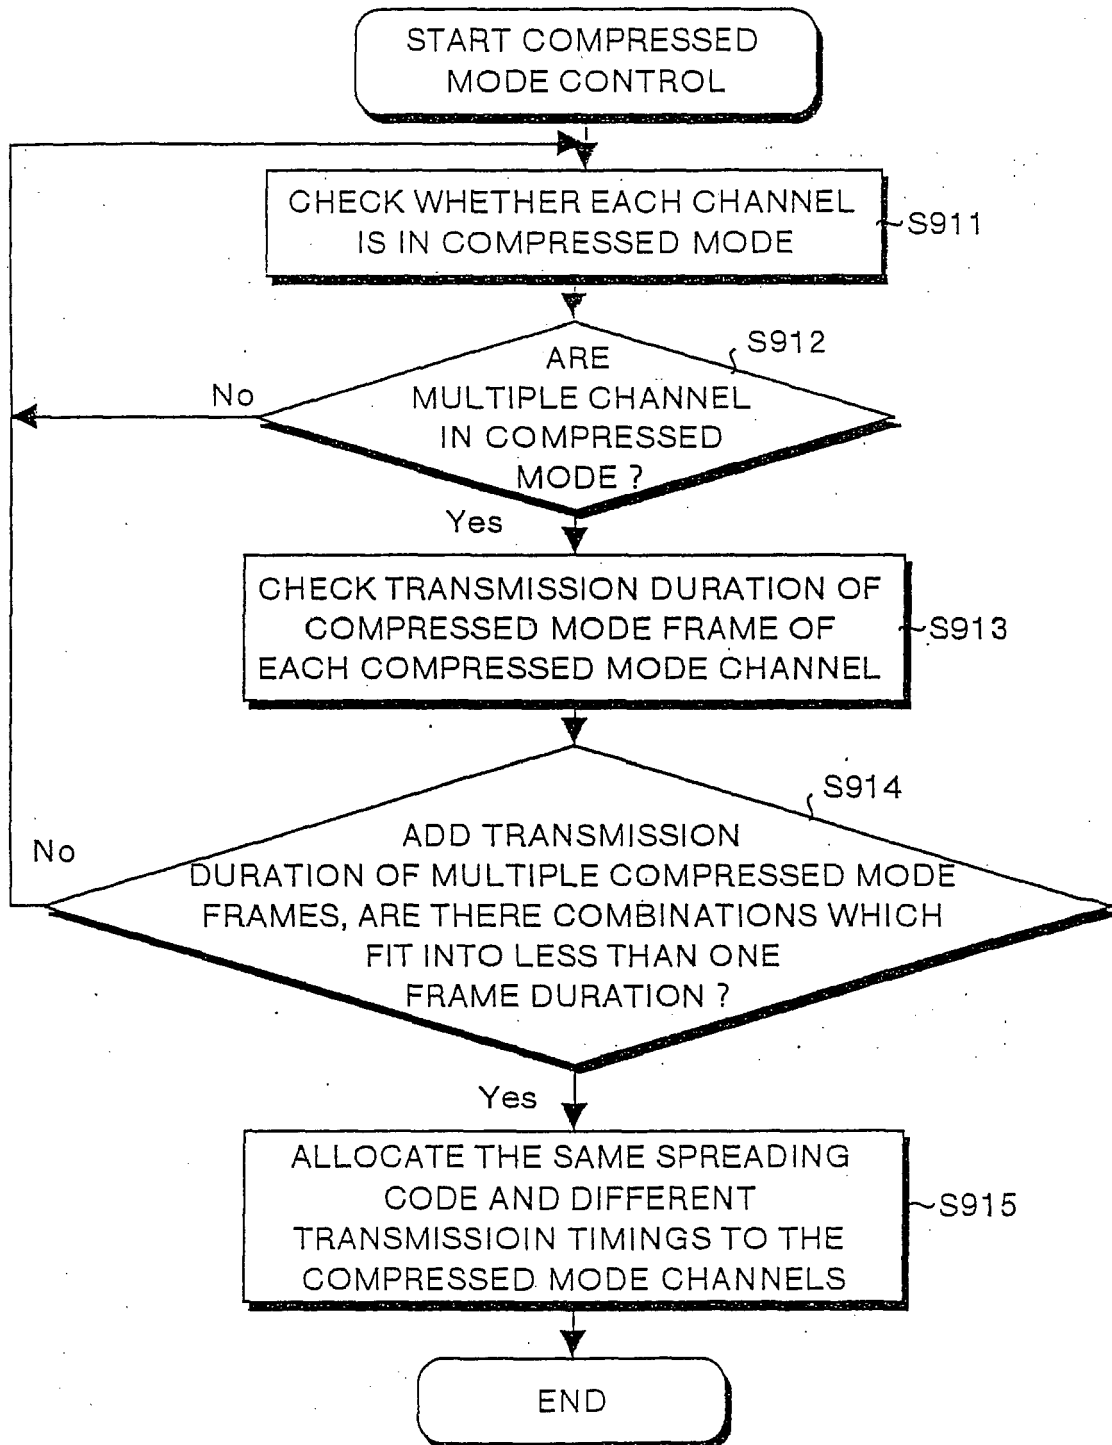 START COMPRESSED
MODE CONTROL
CHECK WHETHER EACH CHANNEL
IS IN COMPRESSED MODE
S911
S912
ARE
MULTIPLE CHANNEL
IN COMPRESSED
MODE ?
No
Yes
CHECK TRANSMISSION DURATION OF
COMPRESSED MODE FRAME OF
EACH COMPRESSED MODE CHANNEL
S913
S914
ADD TRANSMISSION
DURATION OF MULTIPLE COMPRESSED MODE
FRAMES, ARE THERE COMBINATIONS WHICH
FIT INTO LESS THAN ONE
FRAME DURATION ?
No
Yes
ALLOCATE THE SAME SPREADING
CODE AND DIFFERENT
TRANSMISSIOIN TIMINGS TO THE
COMPRESSED MODE CHANNELS
S915
END